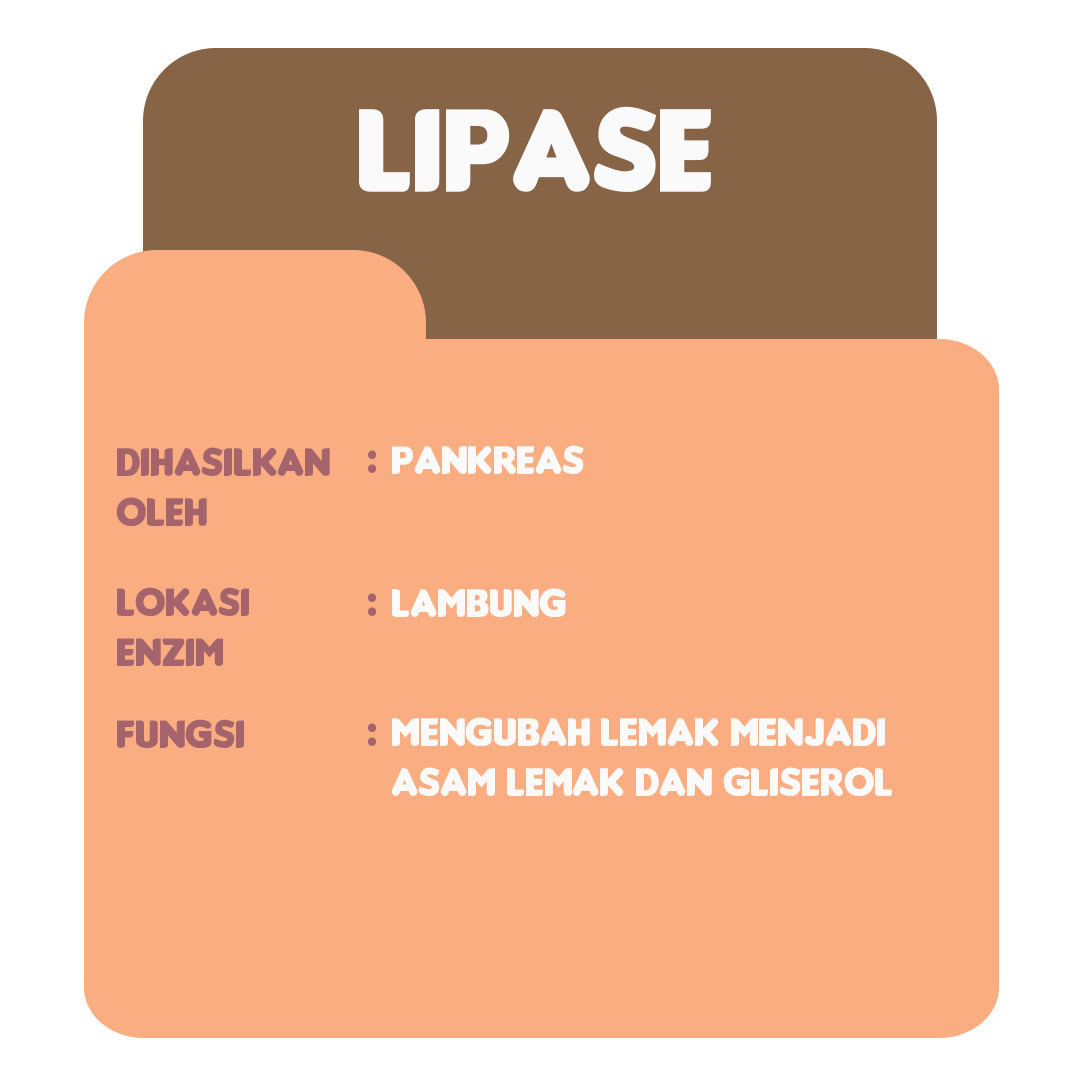 LIPASE
DIHASILKAN : PANKREAS
OLEH
LOKASI : LAMBUNG
ENZIM
FUNGSI : MENGUBAH LEMAK MENJADI
ASAM LEMAK DAN GLISEROL